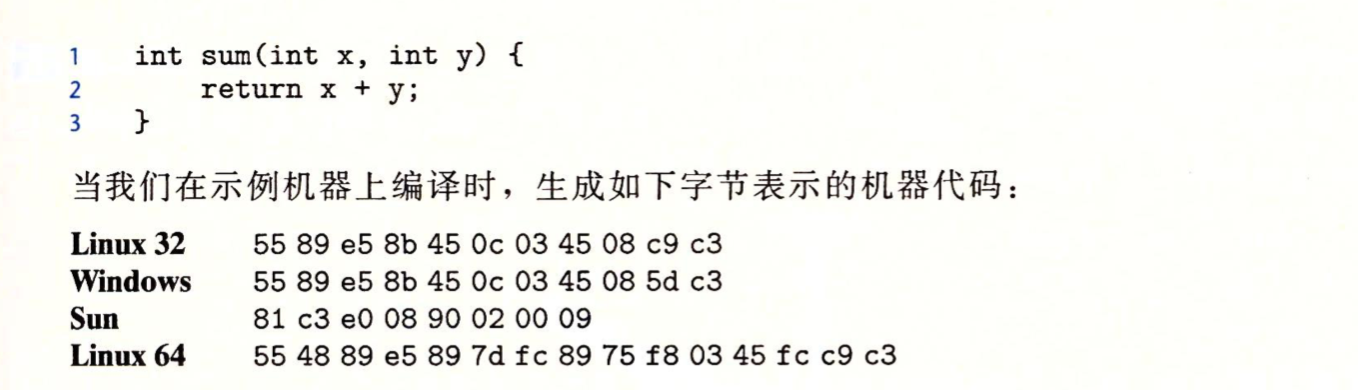 1 int sum(int x, int y) {
2 return x + y;
3 }
当我们在示例机器上编译时，生成如下字节表示的机器代码：
Linux 32 55 89 e5 8b 45 0c 03 45 08 c9 c3
Windows 55 89 e5 8b 45 0c 03 45 08 5d c3
Sun 81 c3 e0 08 90 02 00 09
Linux 64 55 48 89 e5 89 7d fc 89 75 f8 03 45 fc c9 c3